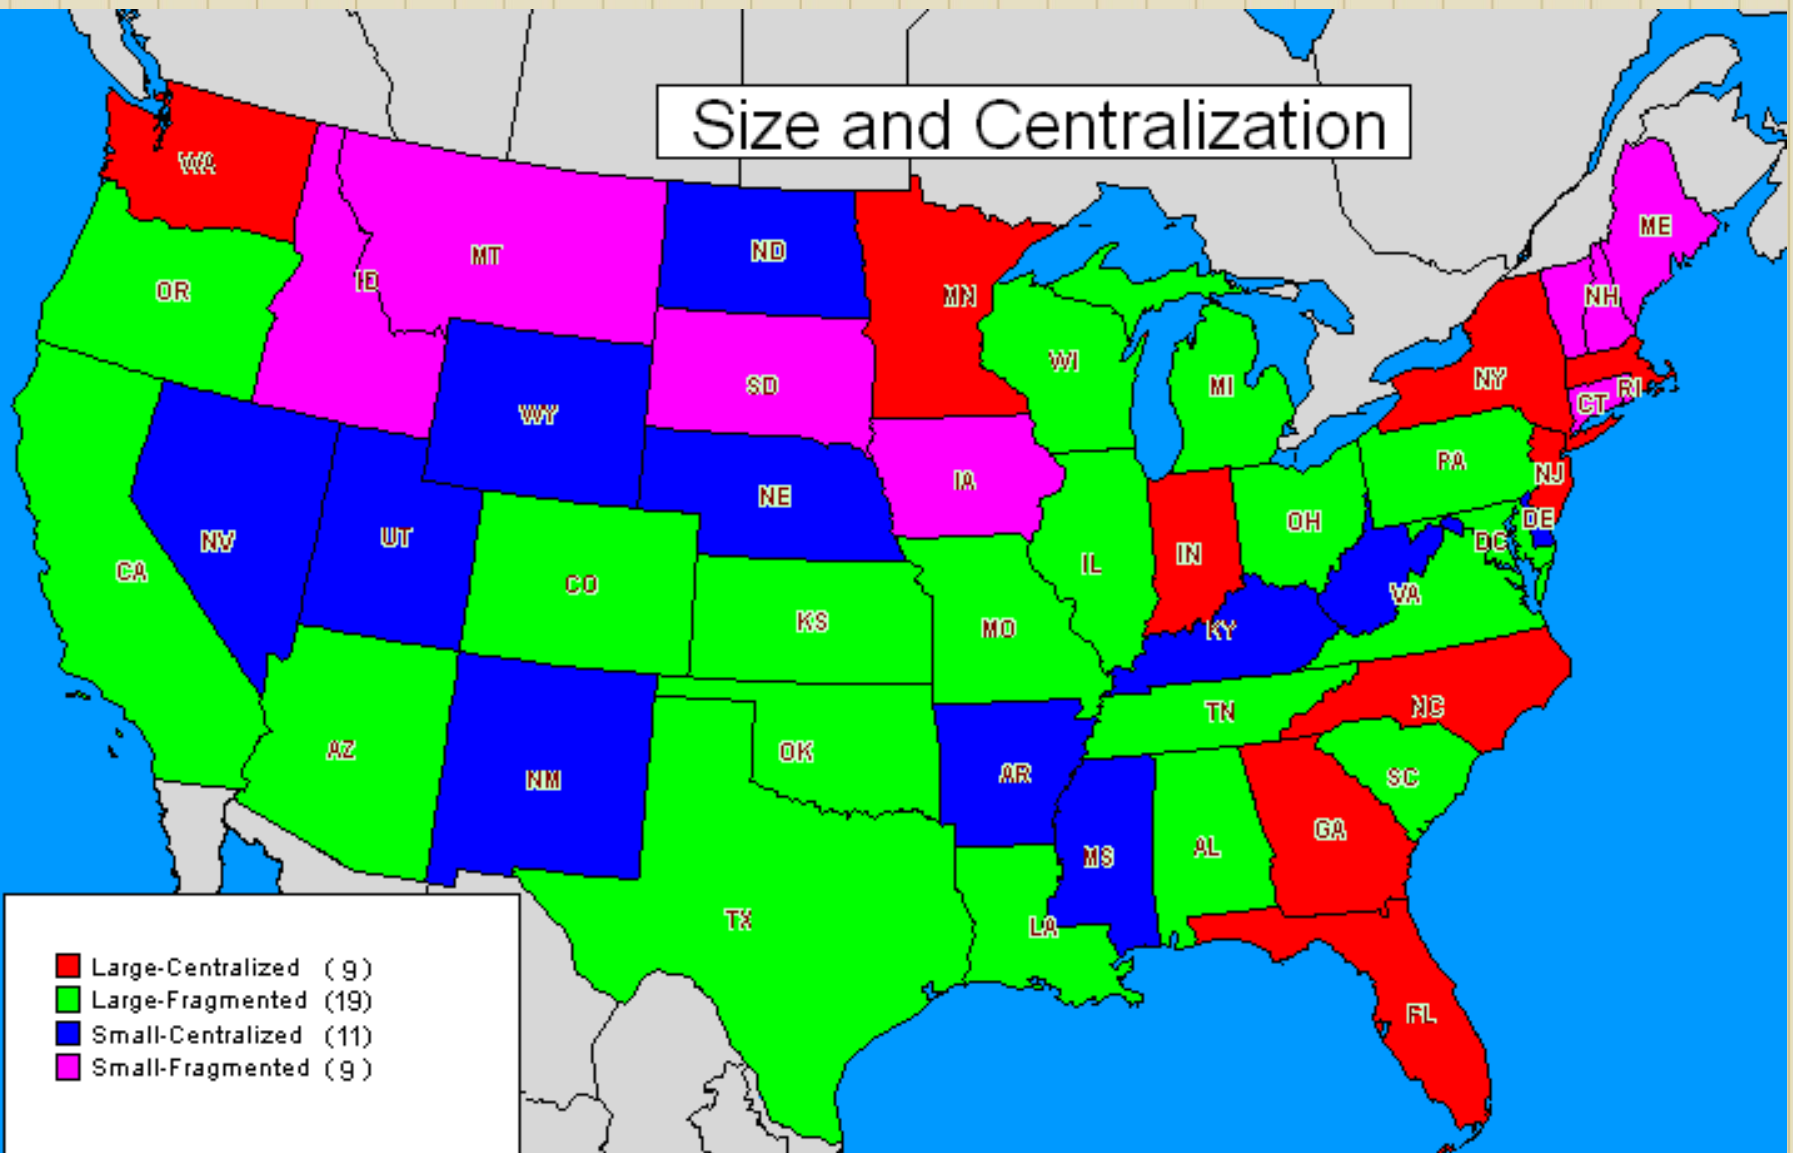 Size and Centralization
WA
MT
ND
ME
OR
ID
MN
NH
WI
SD
MI
NY
RI
WY
CT
PA
IA
NJ
NE
OH
DE
NV
UT
DC
IN
CA
CO
IL
VA
KS
MO
KY
TN
NC
AZ
OK
NM
AR
SC
GA
MS
AL
TX
LA
FL
Large-Centralized (9)
Large-Fragmented (19)
Small-Centralized (11)
Small-Fragmented (9)